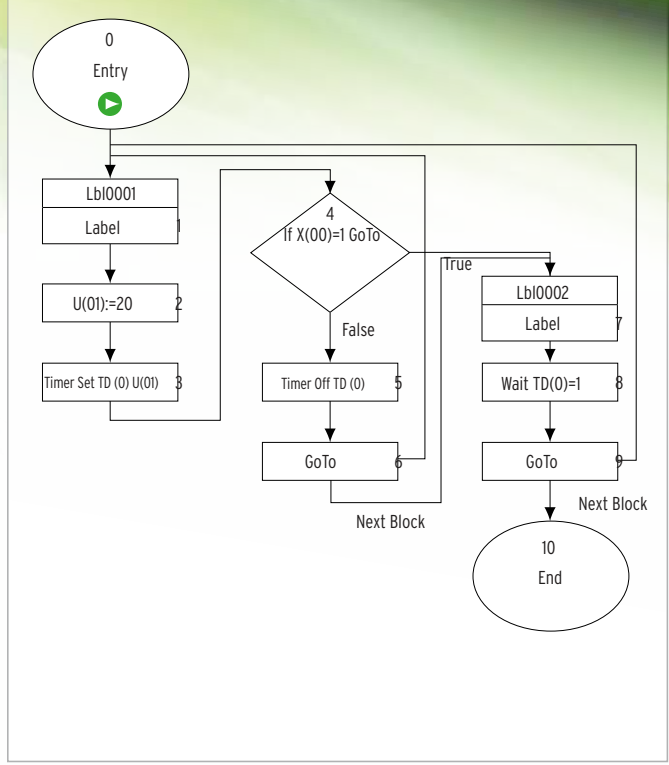 0
Entry
Lbl0001
Label 1
U(01):=20 2
Timer Set TD (0) U(01) 3
4
If X(00)=1 GoTo
True
False
Timer Off TD (0) 5
GoTo 6
Next Block
Lbl0002
Label 7
Wait TD(0)=1 8
GoTo 9
Next Block
10
End